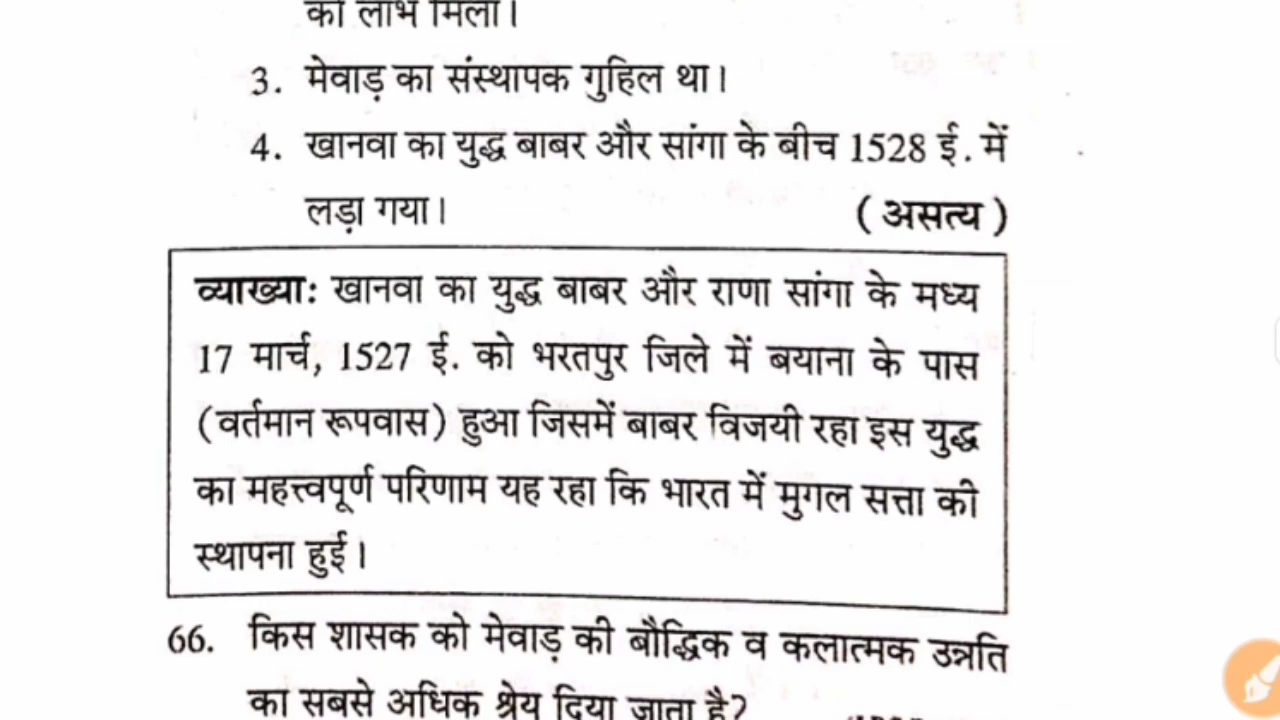 को लाभ मिला।
3. मेवाड़ का संस्थापक गुहिल था।
4. खानवा का युद्ध बाबर और सांगा के बीच 1528 ई. में
लड़ा गया। (असत्य)
व्याख्या: खानवा का युद्ध बाबर और राणा सांगा के मध्य
17 मार्च, 1527 ई. को भरतपुर जिले में बयाना के पास
(वर्तमान रूपवास) हुआ जिसमें बाबर विजयी रहा इस युद्ध
का महत्त्वपूर्ण परिणाम यह रहा कि भारत में मुगल सत्ता की
स्थापना हुई।
66. किस शासक को मेवाड़ की बौद्धिक व कलात्मक उन्नति
का सबसे अधिक श्रेय दिया जाता है?